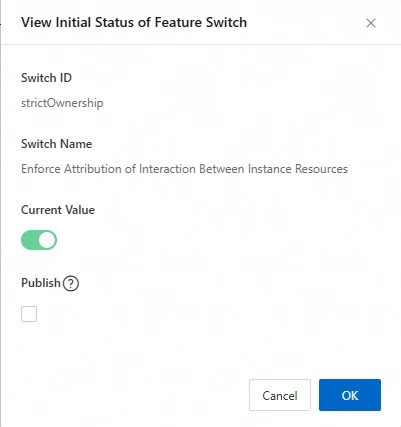 View Initial Status of Feature Switch
Switch ID
strictOwnership
Switch Name
Enforce Attribution of Interaction Between Instance Resources
Current Value
Publish ?
Cancel OK